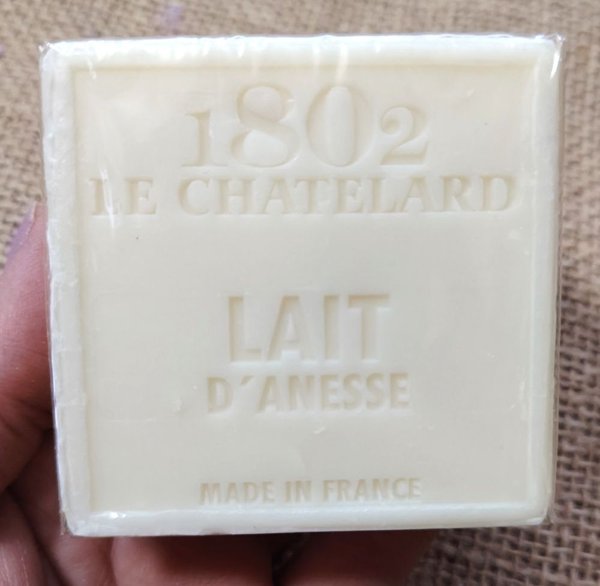 1802
LE CHATELARD
LAIT
D´ANESSE
MADE IN FRANCE